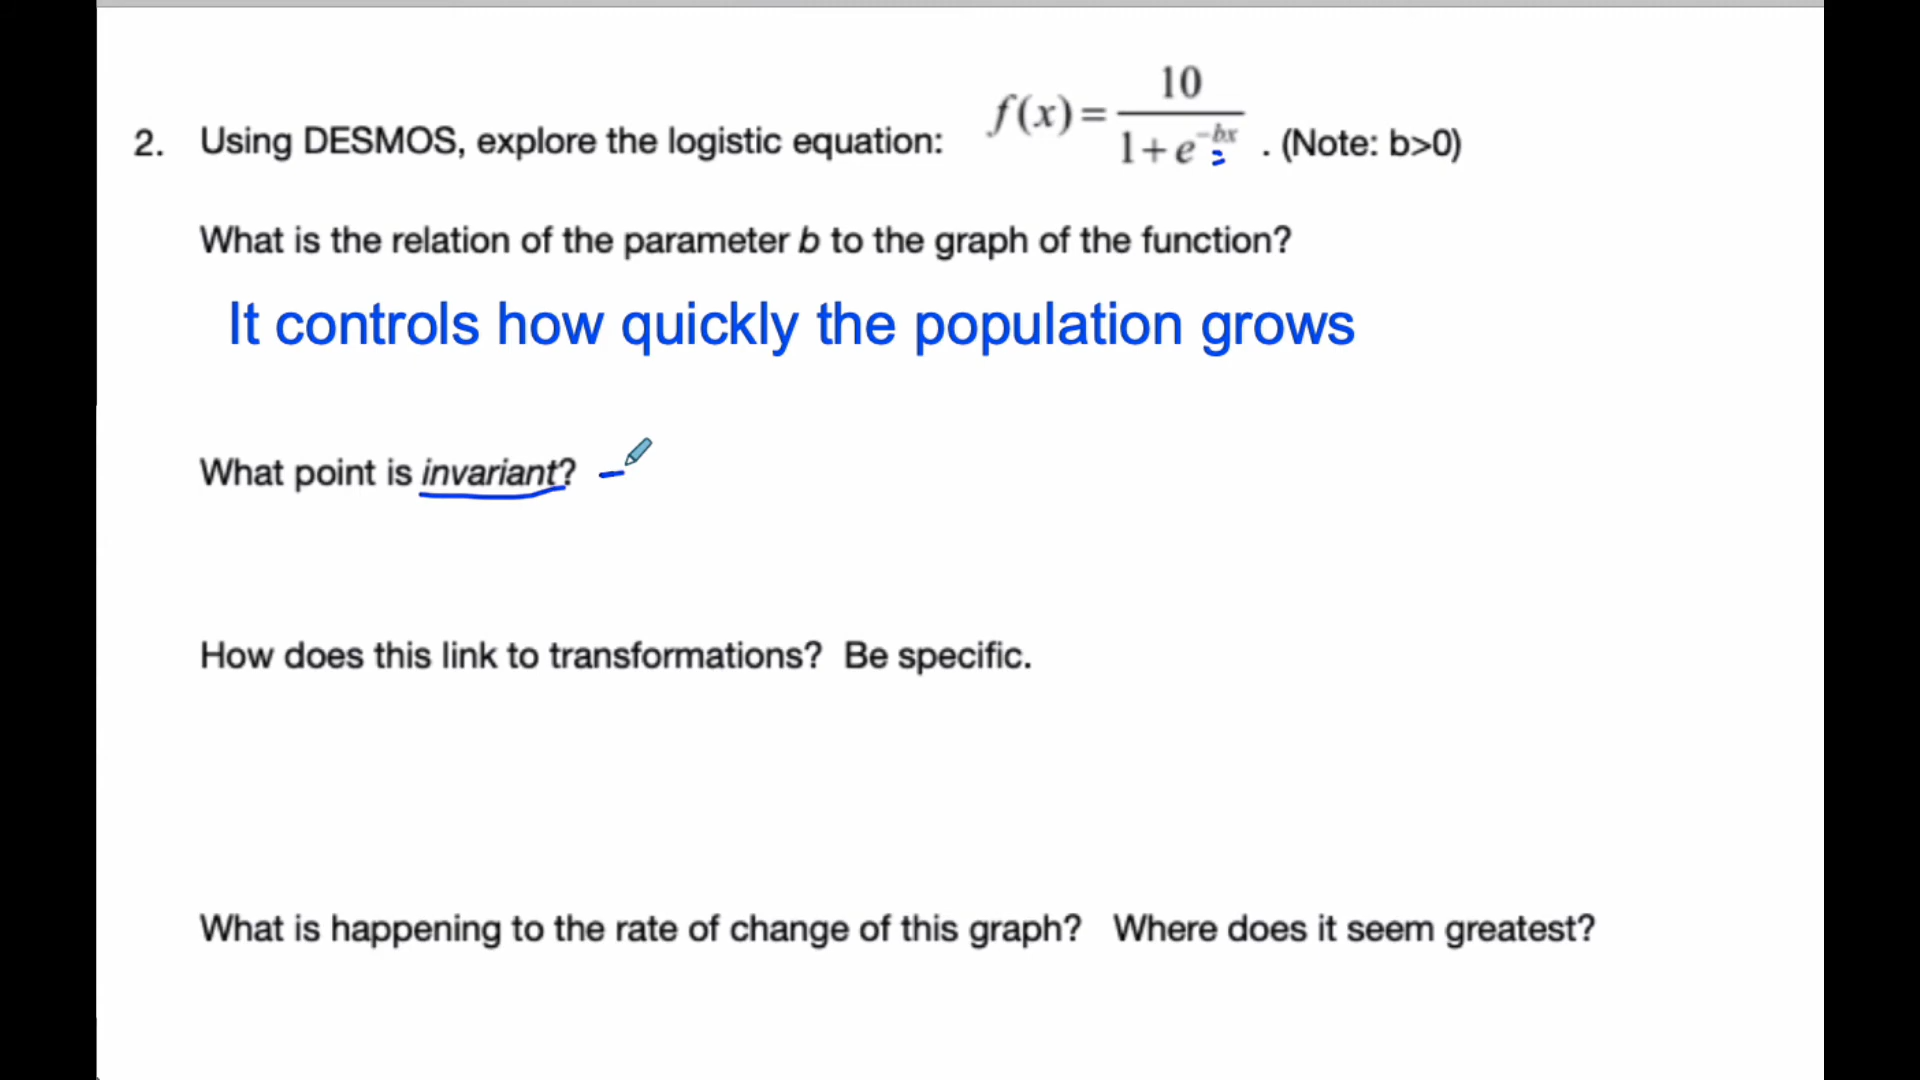 2. Using DESMOS, explore the logistic equation: f(x) = 10 / (1 + e^{-bx}) . (Note: b>0)
What is the relation of the parameter b to the graph of the function?
It controls how quickly the population grows
What point is invariant?
How does this link to transformations? Be specific.
What is happening to the rate of change of this graph? Where does it seem greatest?